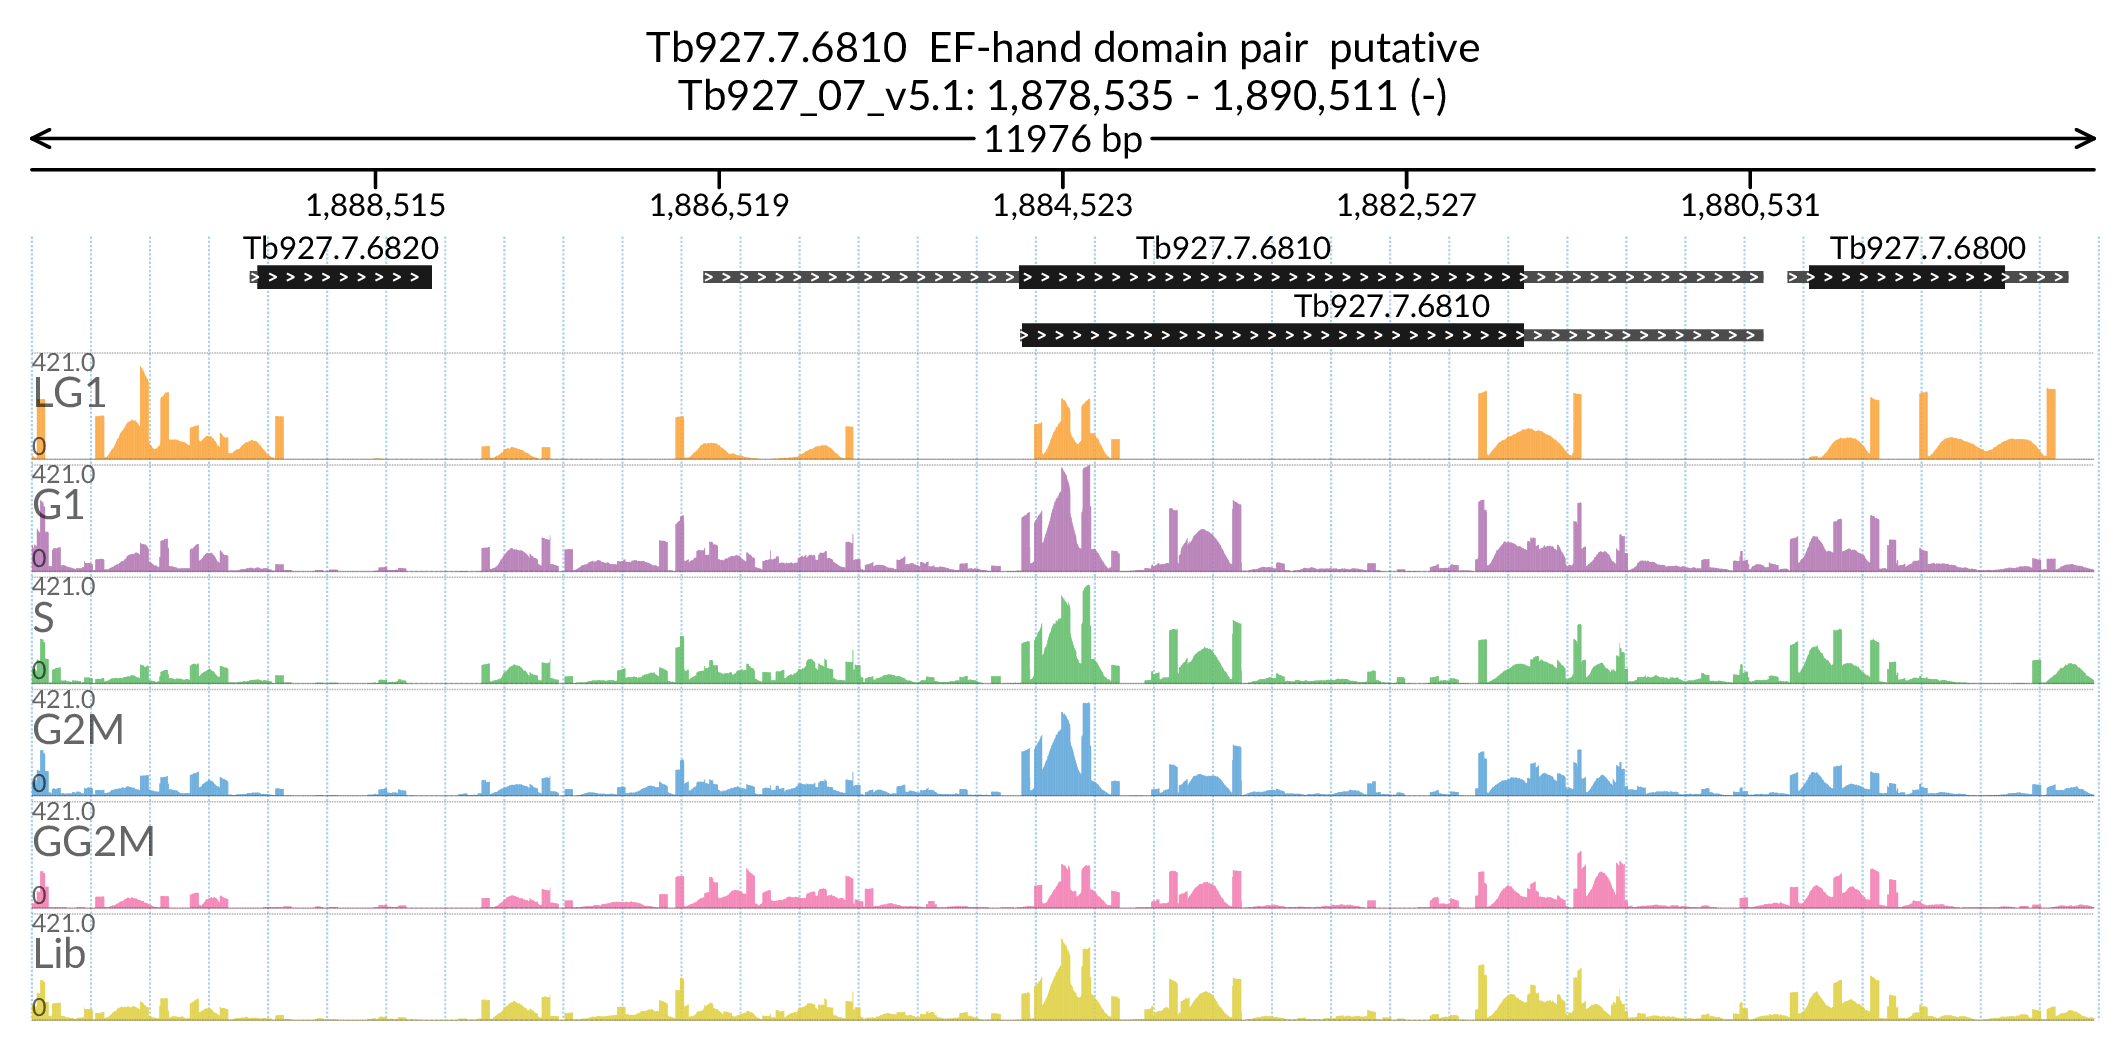 Tb927.7.6810  EF-hand domain pair  putative
Tb927_07_v5.1: 1,878,535 - 1,890,511 (-)
11976 bp
1,888,515 1,886,519 1,884,523 1,882,527 1,880,531
Tb927.7.6820 Tb927.7.6810 Tb927.7.6800
Tb927.7.6810
421.0
LG1
0
421.0
G1
0
421.0
S
0
421.0
G2M
0
421.0
GG2M
0
421.0
Lib
0